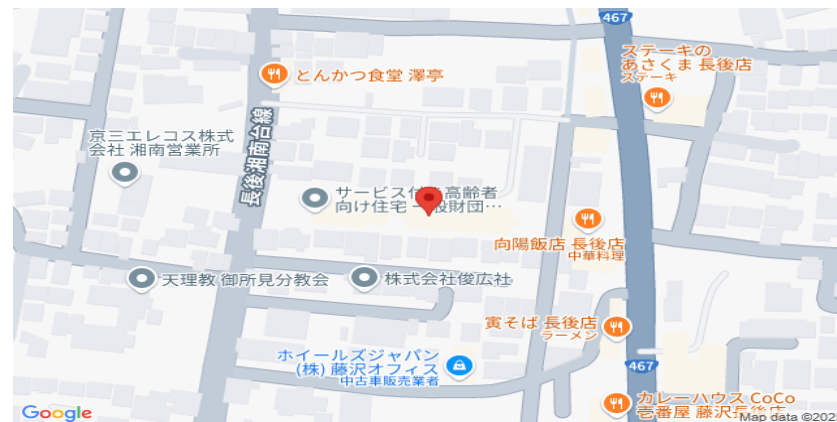 467
ステーキの
あさくま 長後店
ステーキ
とんかつ食堂 澤亭
京三エレコス株式
会社 湘南営業所
長後湘南台線
サービス付き高齢者
向け住宅 一般財団…
向陽飯店 長後店
中華料理
天理教 御所見分教会
株式会社俊広社
寅そば 長後店
ラーメン
ホイールズジャパン
(株) 藤沢オフィス
中古車販売業者
467
カレーハウス CoCo
壱番屋 藤沢長後店
Google
Map data ©202